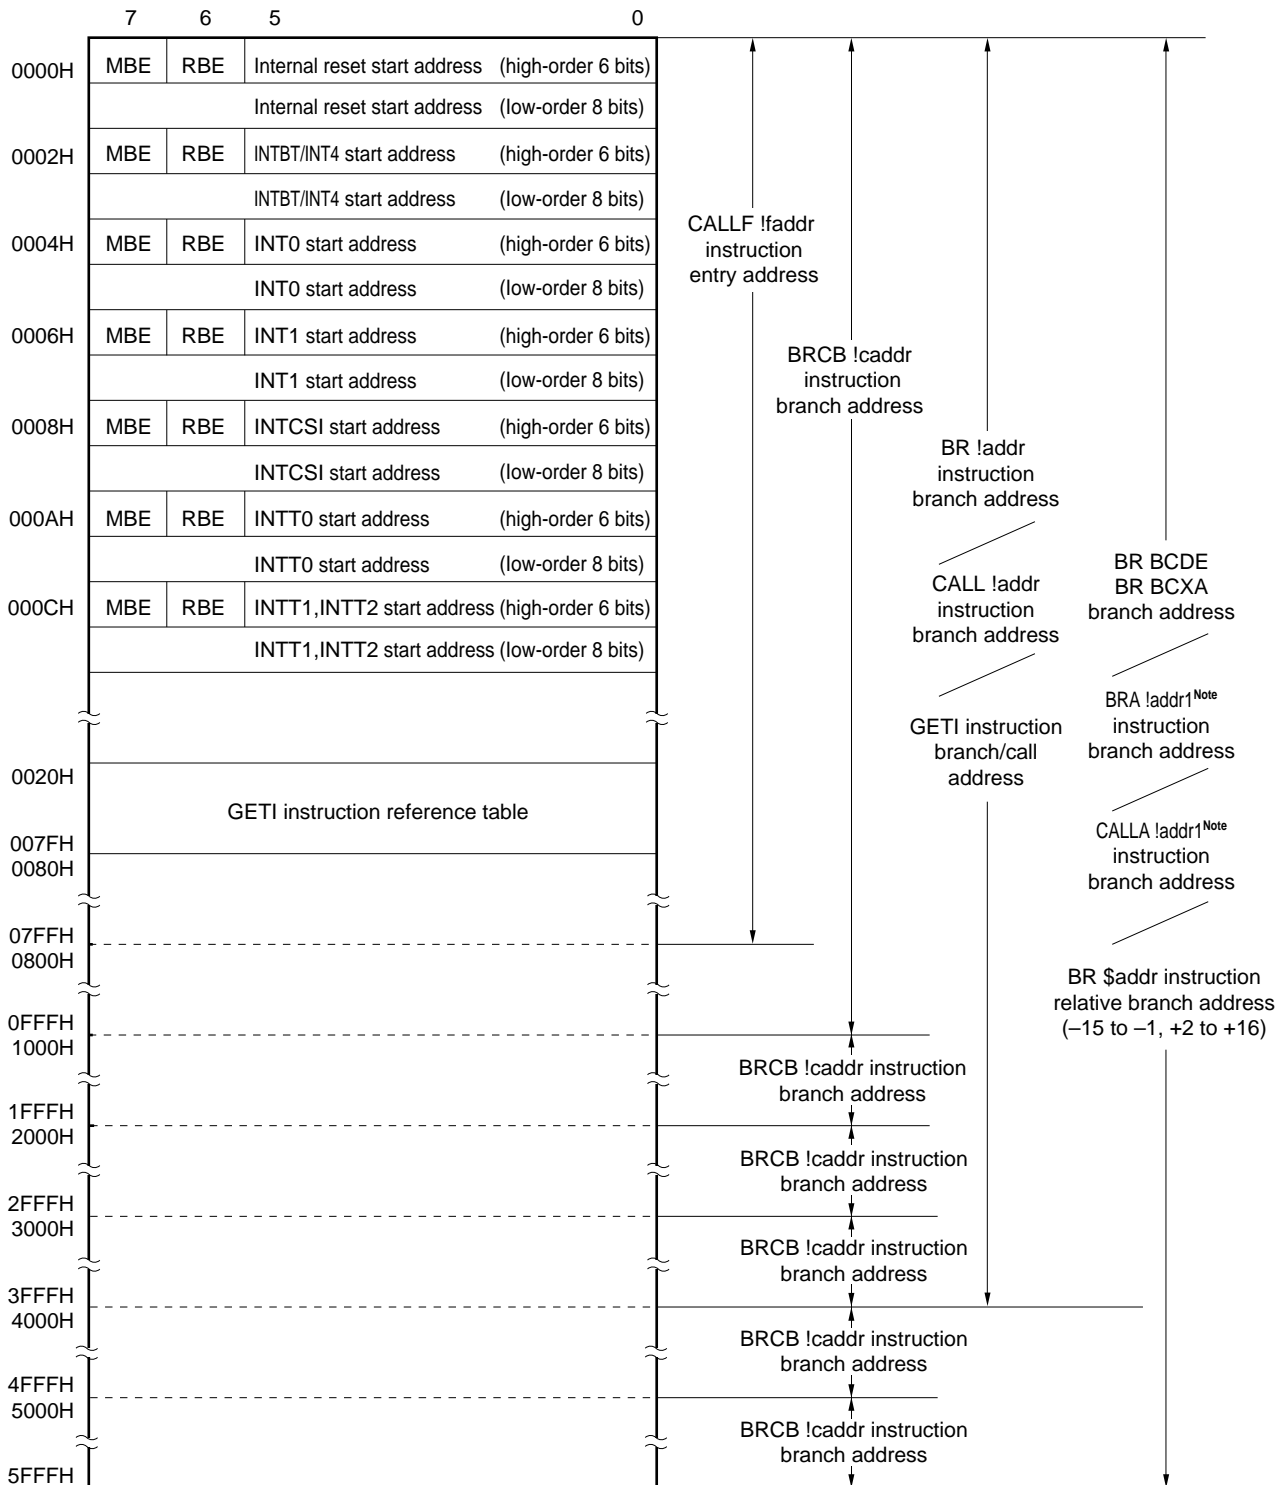 7 6 5 0
0000H MBE RBE Internal reset start address (high-order 6 bits)
Internal reset start address (low-order 8 bits)
0002H MBE RBE INTBT/INT4 start address (high-order 6 bits)
INTBT/INT4 start address (low-order 8 bits)
0004H MBE RBE INT0 start address (high-order 6 bits)
INT0 start address (low-order 8 bits)
0006H MBE RBE INT1 start address (high-order 6 bits)
INT1 start address (low-order 8 bits)
0008H MBE RBE INTCSI start address (high-order 6 bits)
INTCSI start address (low-order 8 bits)
000AH MBE RBE INTT0 start address (high-order 6 bits)
INTT0 start address (low-order 8 bits)
000CH MBE RBE INTT1,INTT2 start address (high-order 6 bits)
INTT1,INTT2 start address (low-order 8 bits)
0020H
GETI instruction reference table
007FH
0080H
07FFH
0800H
0FFFH
1000H
1FFFH
2000H
2FFFH
3000H
3FFFH
4000H
4FFFH
5000H
5FFFH
CALLF !faddr
instruction
entry address
BRCB !caddr
instruction
branch address
BRCB !caddr instruction
branch address
BRCB !caddr instruction
branch address
BRCB !caddr instruction
branch address
BRCB !caddr instruction
branch address
BRCB !caddr instruction
branch address
BR !addr
instruction
branch address
CALL !addr
instruction
branch address
GETI instruction
branch/call
address
BR BCDE
BR BCXA
branch address
BRA !addr1Note
instruction
branch address
CALLA !addr1Note
instruction
branch address
BR $addr instruction
relative branch address
(–15 to –1, +2 to +16)